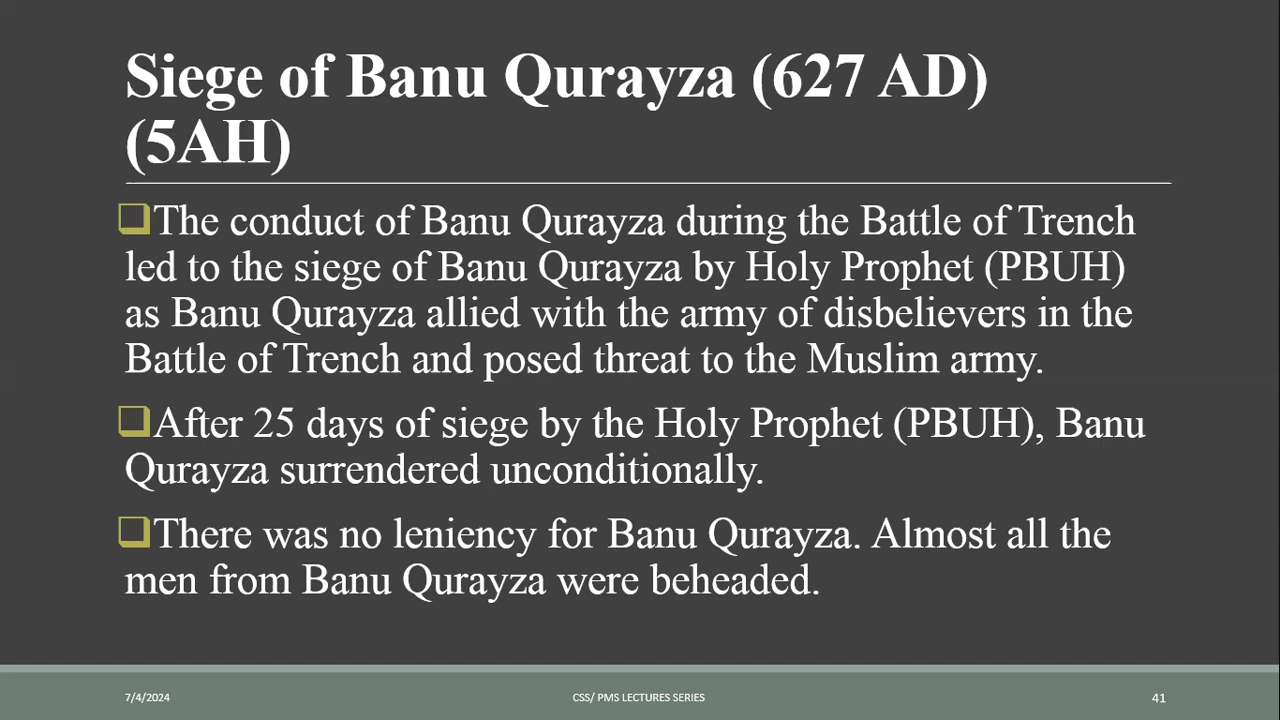 Siege of Banu Qurayza (627 AD)
(5AH)
The conduct of Banu Qurayza during the Battle of Trench
led to the siege of Banu Qurayza by Holy Prophet (PBUH)
as Banu Qurayza allied with the army of disbelievers in the
Battle of Trench and posed threat to the Muslim army.
After 25 days of siege by the Holy Prophet (PBUH), Banu
Qurayza surrendered unconditionally.
There was no leniency for Banu Qurayza. Almost all the
men from Banu Qurayza were beheaded.
7/4/2024 CSS/ PMS LECTURES SERIES 41